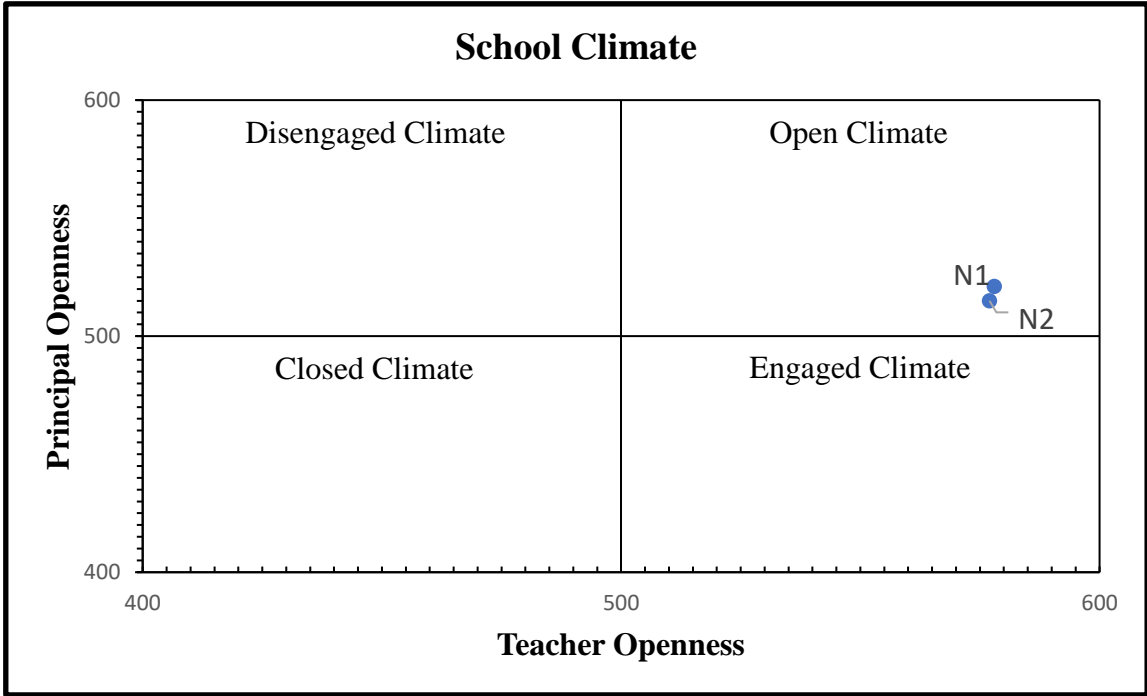 School Climate
600
Disengaged Climate
Open Climate
Principal Openness
N1
N2
500
Closed Climate
Engaged Climate
400
400
500
600
Teacher Openness